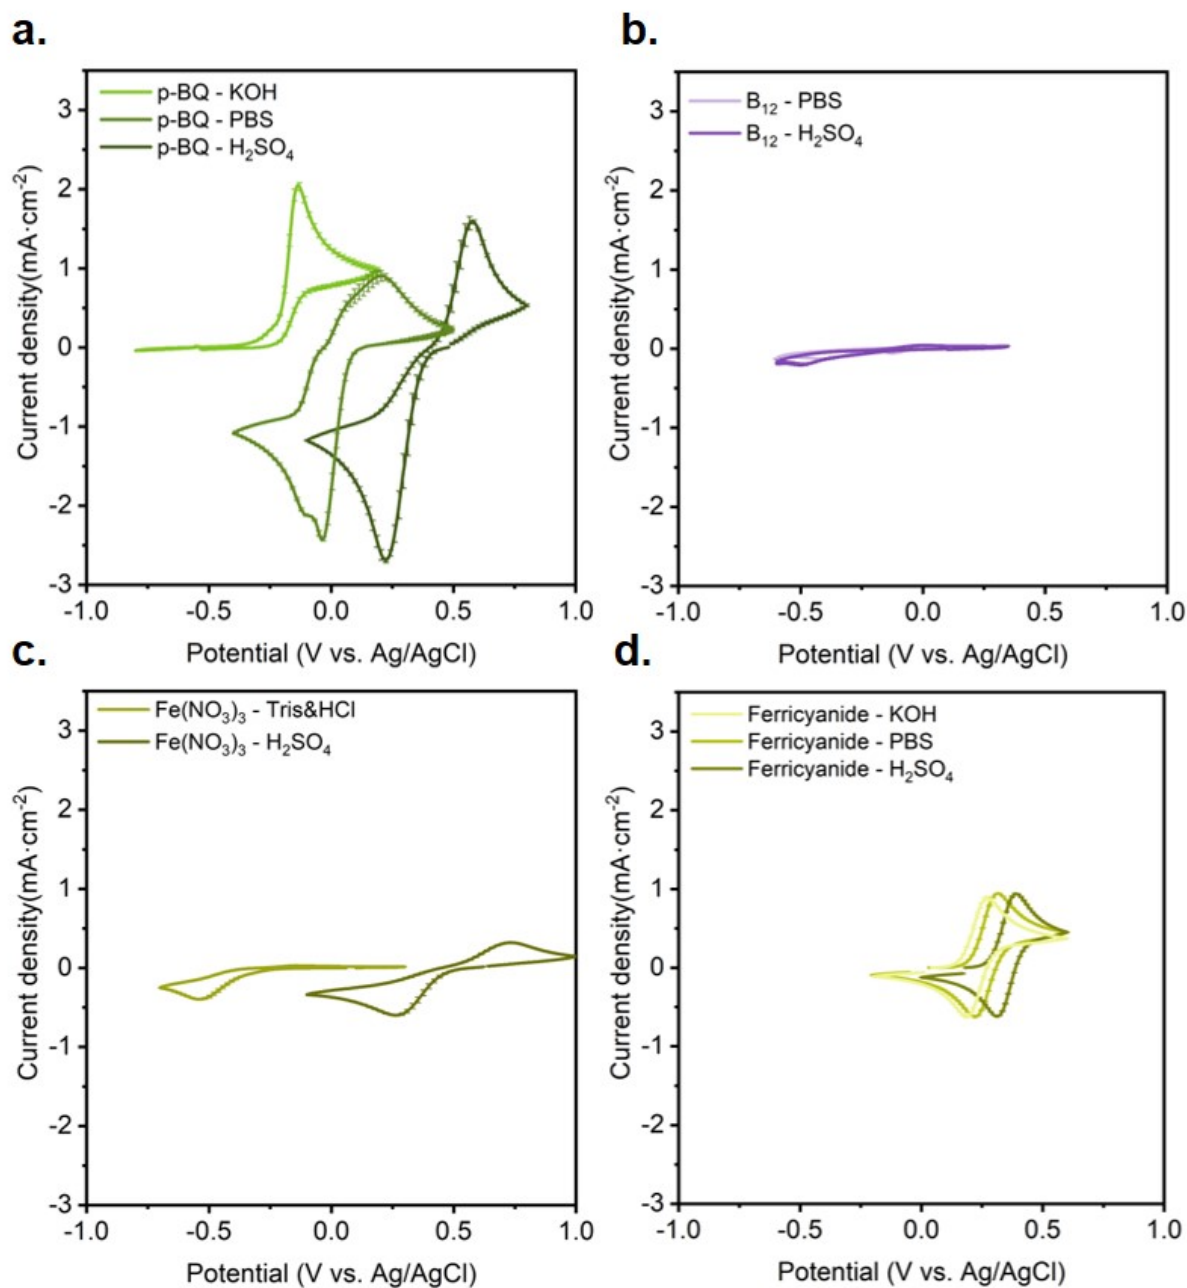 a.
p-BQ - KOH
p-BQ - PBS
p-BQ - H₂SO₄
Current density(mA·cm⁻²)
3
2
1
0
-1
-2
-3
-1.0 -0.5 0.0 0.5 1.0
Potential (V vs. Ag/AgCl)
b.
B₁₂ - PBS
B₁₂ - H₂SO₄
Current density(mA·cm⁻²)
3
2
1
0
-1
-2
-3
-1.0 -0.5 0.0 0.5 1.0
Potential (V vs. Ag/AgCl)
c.
Fe(NO₃)₃ - Tris&HCl
Fe(NO₃)₃ - H₂SO₄
Current density(mA·cm⁻²)
3
2
1
0
-1
-2
-3
-1.0 -0.5 0.0 0.5 1.0
Potential (V vs. Ag/AgCl)
d.
Ferricyanide - KOH
Ferricyanide - PBS
Ferricyanide - H₂SO₄
Current density(mA·cm⁻²)
3
2
1
0
-1
-2
-3
-1.0 -0.5 0.0 0.5 1.0
Potential (V vs. Ag/AgCl)